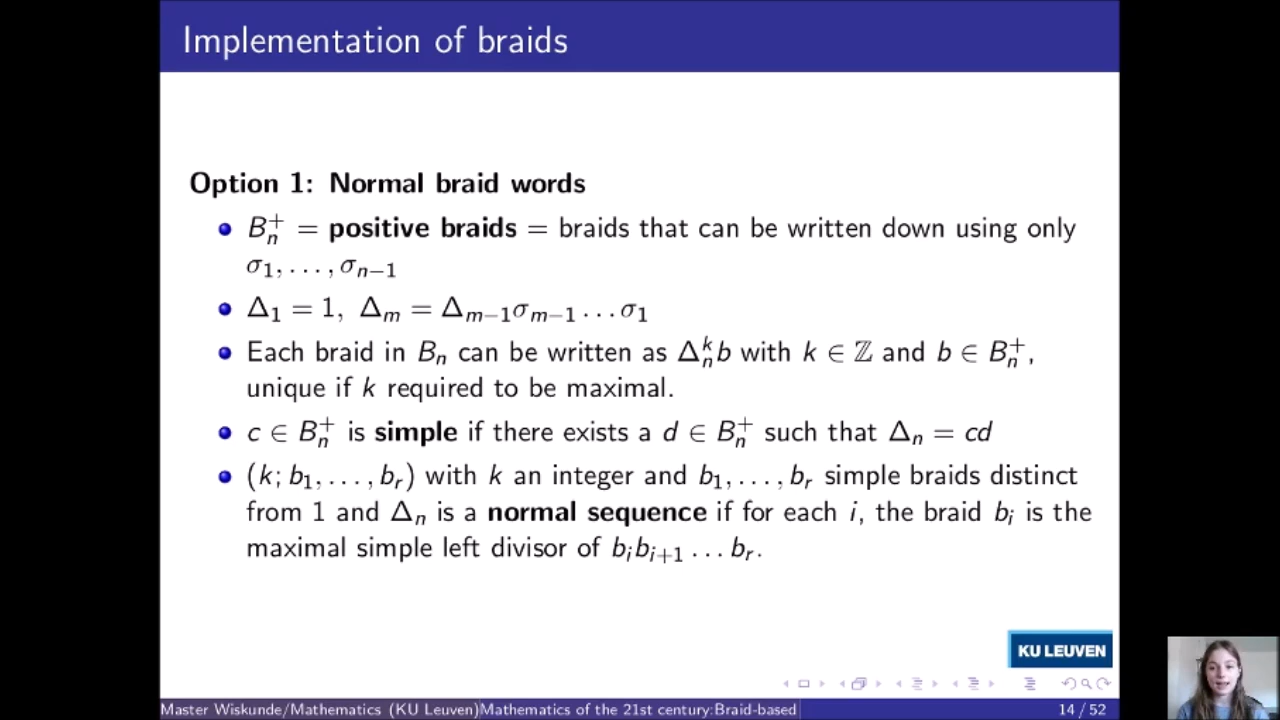 Implementation of braids
Option 1: Normal braid words
B_n^+ = positive braids = braids that can be written down using only
σ_1, . . . , σ_{n−1}
Δ_1 = 1, Δ_m = Δ_{m−1}σ_{m−1} . . . σ_1
Each braid in B_n can be written as Δ_n^k b with k ∈ ℤ and b ∈ B_n^+,
unique if k required to be maximal.
c ∈ B_n^+ is simple if there exists a d ∈ B_n^+ such that Δ_n = cd
(k; b_1, . . . , b_r) with k an integer and b_1, . . . , b_r simple braids distinct
from 1 and Δ_n is a normal sequence if for each i, the braid b_i is the
maximal simple left divisor of b_i b_{i+1} . . . b_r.
KU LEUVEN
Master Wiskunde/Mathematics (KU Leuven)Mathematics of the 21st century:Braid-based
14 / 52